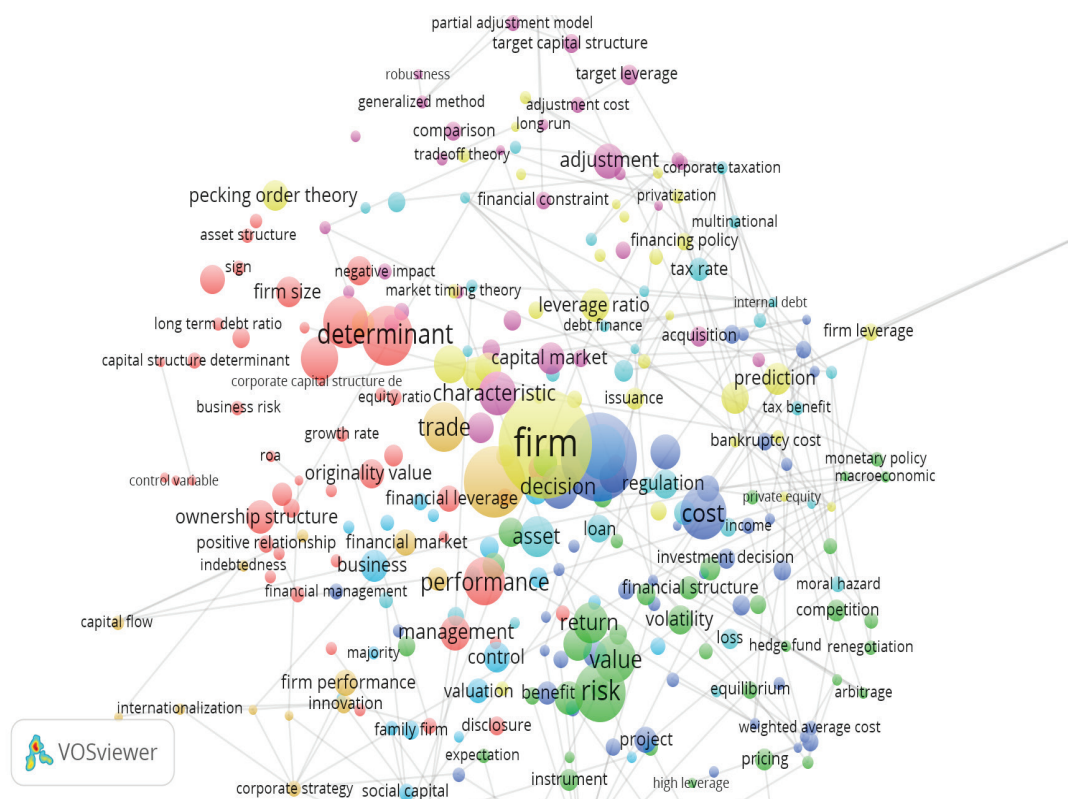 partial adjustment model
target capital structure
robustness
target leverage
generalized method
adjustment cost
comparison
long run
tradeoff theory
adjustment
corporate taxation
pecking order theory
financial constraint
privatization
multinational
asset structure
financing policy
sign
negative impact
tax rate
firm size
market timing theory
leverage ratio
internal debt
long term debt ratio
determinant
debt finance
acquisition
firm leverage
capital structure determinant
capital market
corporate capital structure de
prediction
equity ratio
characteristic
issuance
business risk
tax benefit
trade
growth rate
firm
bankruptcy cost
roa
monetary policy
control variable
originality value
macroeconomic
decision
regulation
financial leverage
private equity
ownership structure
cost
income
positive relationship
financial market
asset
loan
indebtedness
business
investment decision
financial management
performance
financial structure
moral hazard
capital flow
management
return
volatility
competition
majority
control
value
loss
hedge fund
renegotiation
firm performance
valuation
benefit
risk
equilibrium
arbitrage
internationalization
innovation
family firm
disclosure
weighted average cost
project
VOSviewer
expectation
pricing
corporate strategy
social capital
instrument
high leverage